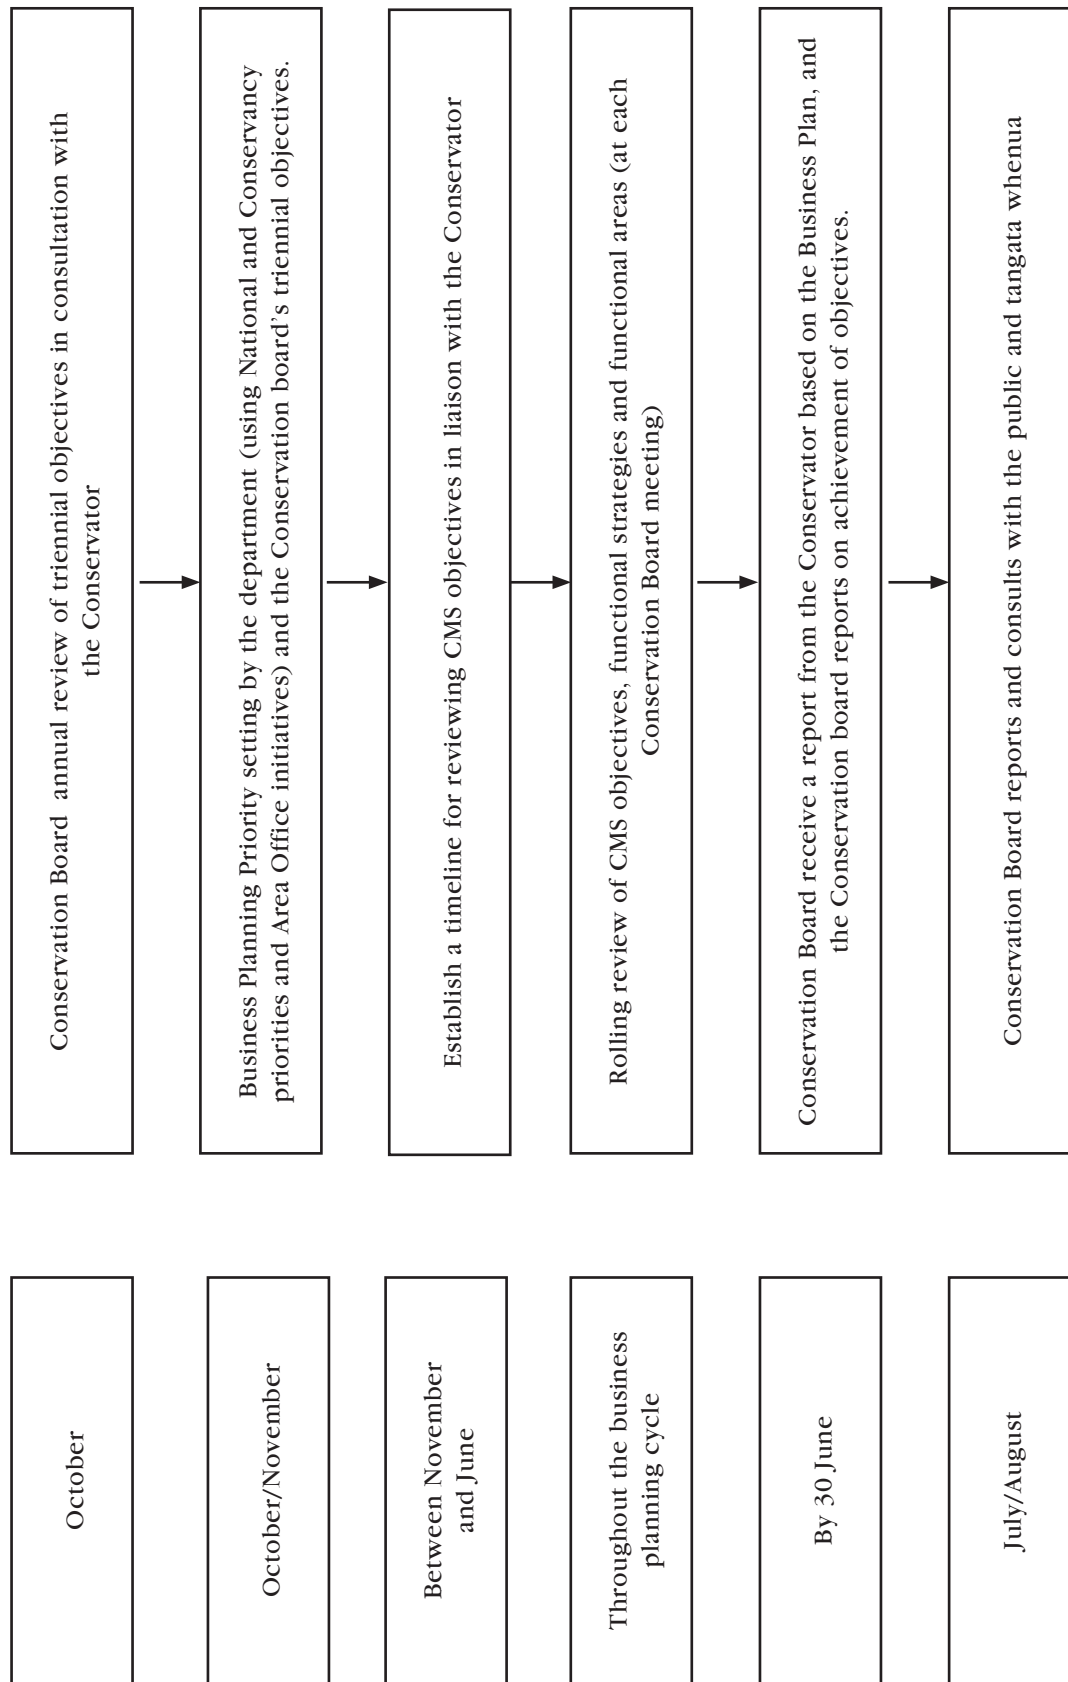 October
Conservation Board  annual review of triennial objectives in consultation with
the Conservator
October/November
Business Planning Priority setting by the department (using National and Conservancy
priorities and Area Office initiatives) and the Conservation board's triennial objectives.
Between November
and June
Establish a timeline for reviewing CMS objectives in liaison with the Conservator
Throughout the business
planning cycle
Rolling review of CMS objectives, functional strategies and functional areas (at each
Conservation Board meeting)
By 30 June
Conservation Board receive a report from the Conservator based on the Business Plan, and
the Conservation board reports on achievement of objectives.
July/August
Conservation Board reports and consults with the public and tangata whenua